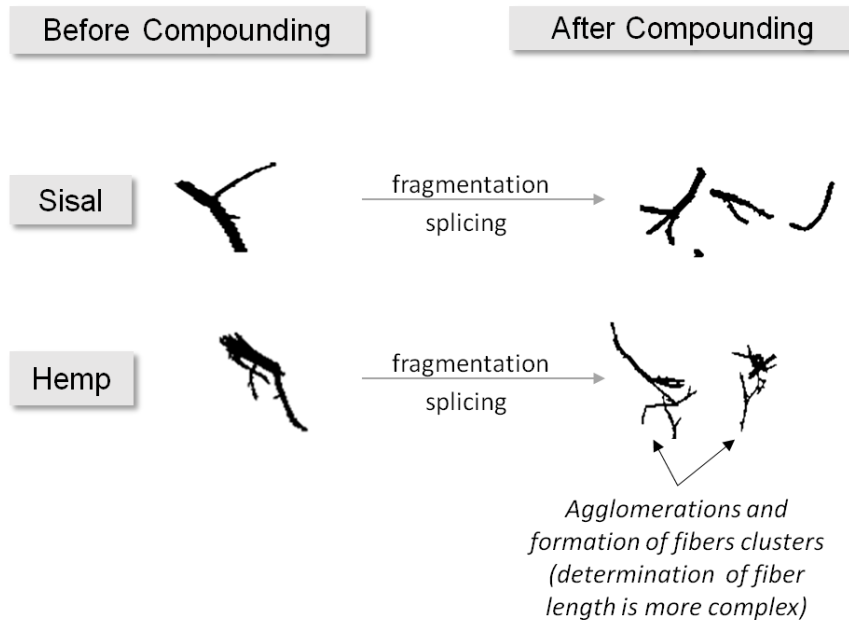 Before Compounding
After Compounding
Sisal
fragmentation
splicing
Hemp
fragmentation
splicing
Agglomerations and
formation of fibers clusters
(determination of fiber
length is more complex)